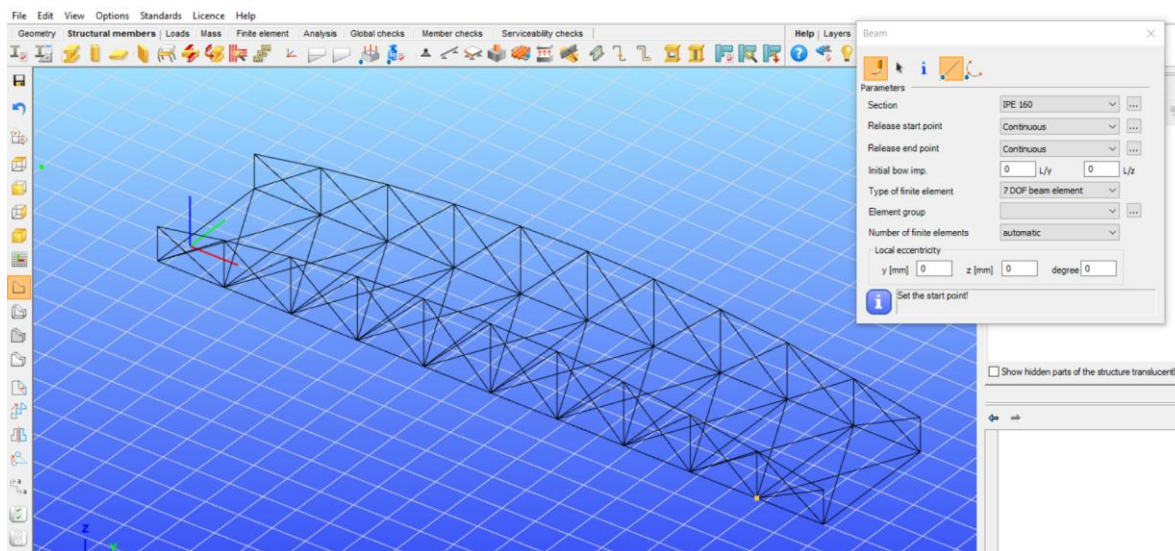 File Edit View Options Standards Licence Help
Geometry Structural members Loads Mass Finite element Analysis Global checks Member checks Serviceability checks Help Layers
Beam
Parameters
Section IPE 160 ...
Release start point Continuous ...
Release end point Continuous ...
Initial bow imp. 0 L/y 0 L/z
Type of finite element 7 DOF beam element
Element group ...
Number of finite elements automatic
Local eccentricity
y [mm] 0 z [mm] 0 degree 0
Set the start point!
Show hidden parts of the structure translucent
Z